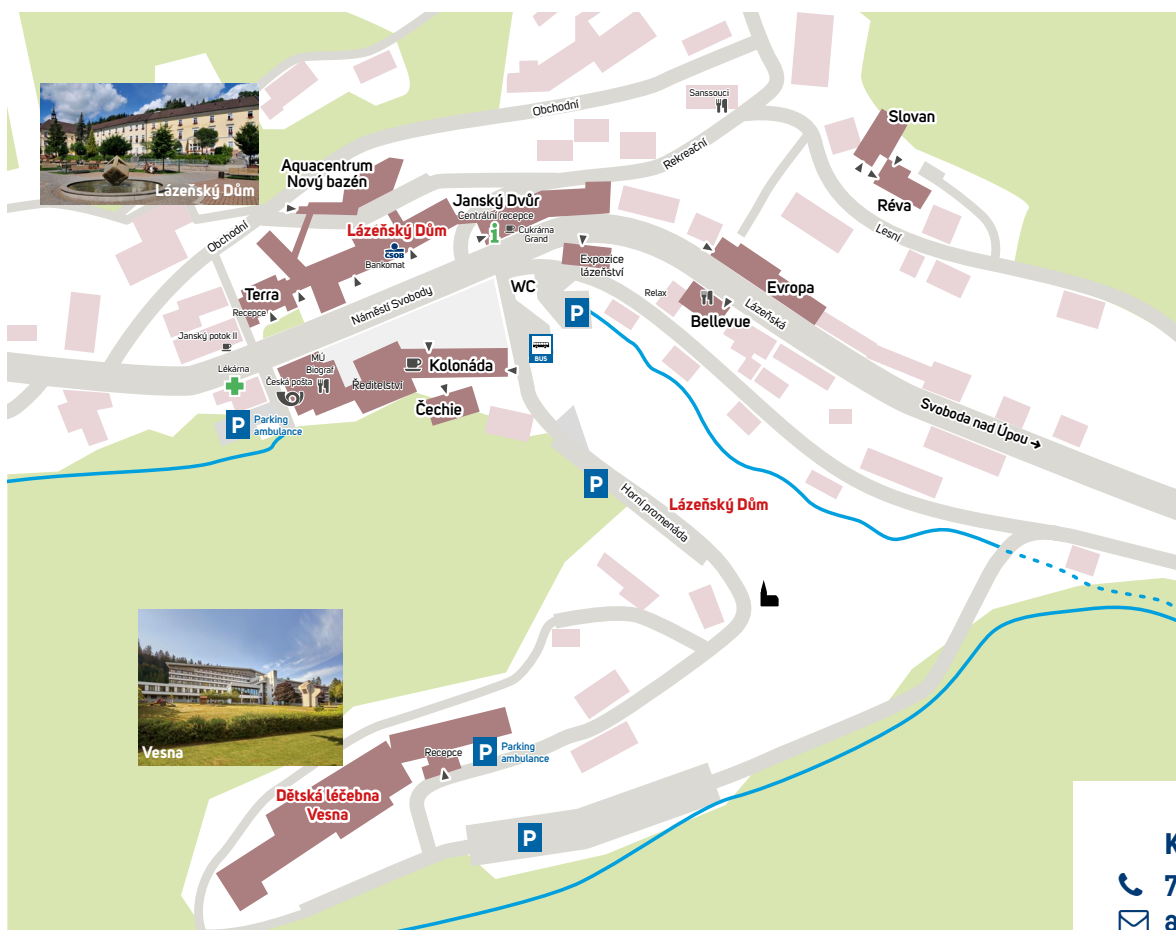 Obchodní
Sanssouci
Slovan
Rekreační
Aquacentrum
Nový bazén
Lázeňský Dům
Janský Dvůr
Centrální recepce
Cukrárna
Grand
Réva
Lesní
Obchodní
Lázeňský Dům
ČSOB
Bankomat
Expozice
lázeňství
WC
Terra
Recepce
Náměstí Svobody
Relax
Evropa
Bellevue
Lázeňská
P
Janský potok II
BUS
Lékárna
MÚ
Biograf
Česká pošta
Ředitelství
Kolonáda
Čechie
P
Parking
ambulance
Svoboda nad Úpou →
P
Horní promenáda
Lázeňský Dům
Vesna
Recepce
P
Parking
ambulance
Dětská léčebna
Vesna
P
K
7
a